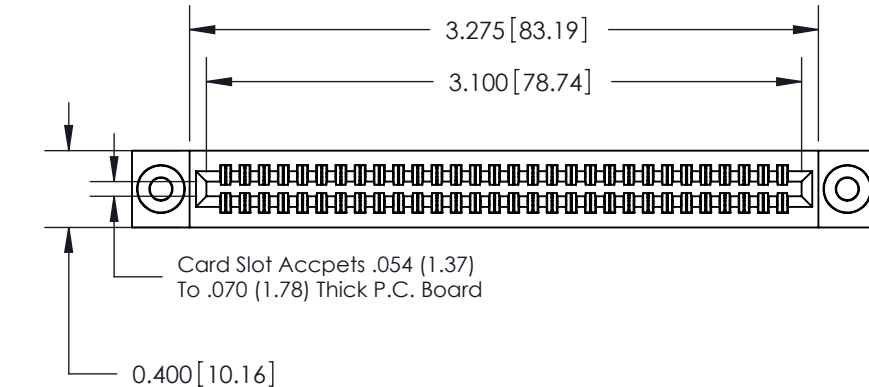 3.275[83.19]
3.100[78.74]
Card Slot Accpets .054 (1.37)
To .070 (1.78) Thick P.C. Board
0.400[10.16]